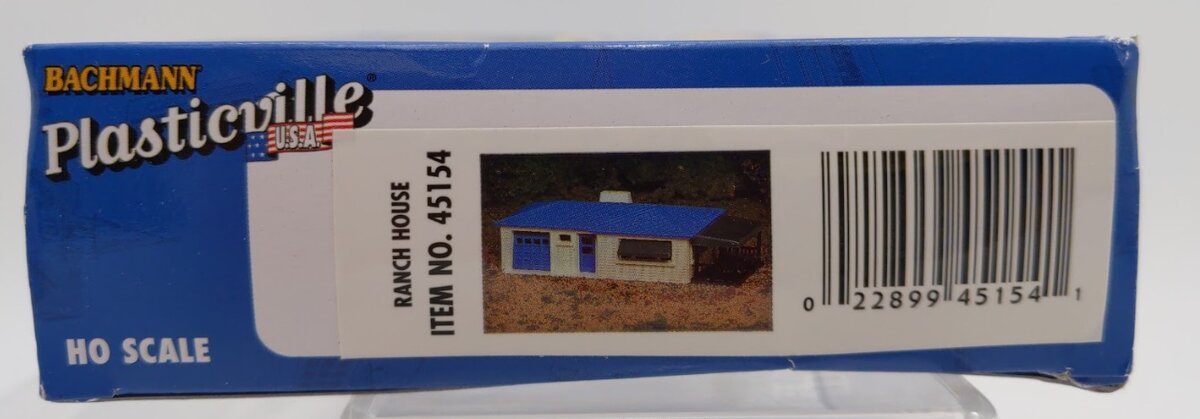 BACHMANN
Plasticville®
U.S.A.
HO SCALE
RANCH HOUSE
ITEM NO. 45154
0 22899 45154 1